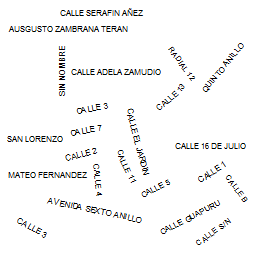 CALLE SERAFIN AÑEZ
AUSGUSTO ZAMBRANA TERAN
RADIAL 12
QUINTO ANILLO
SIN NOMBRE
CALLE ADELA ZAMUDIO
CALLE 10
CALLE 3
CALLE 7
CALLE EL JARDIN
SAN LORENZO
CALLE 2
CALLE 16 DE JULIO
CALLE 11
CALLE 1
MATEO FERNANDEZ
CALLE 4
CALLE 5
CALLE B
AVENIDA SEXTO ANILLO
CALLE GUAPURU
CALLE 3
CALLE S/N